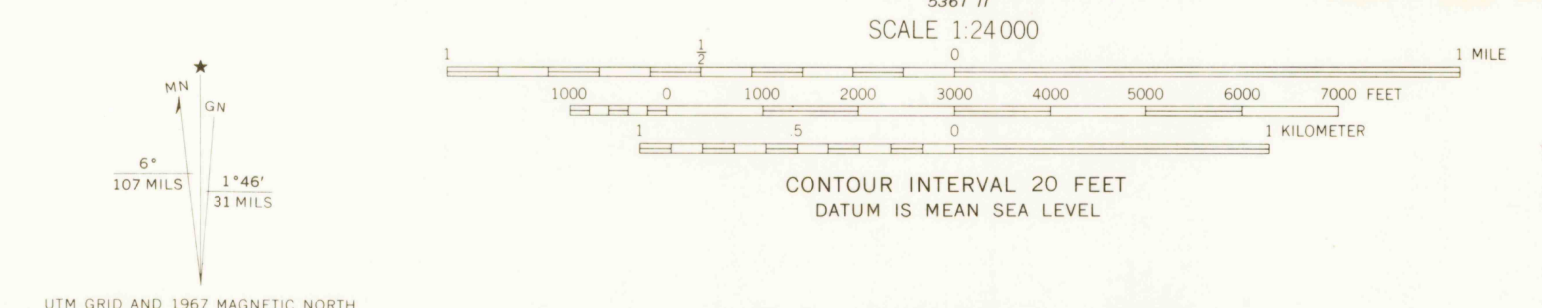 SCALE 1:24 000
1 1/2 0 1 MILE
1000 0 1000 2000 3000 4000 5000 6000 7000 FEET
1 .5 0 1 KILOMETER
CONTOUR INTERVAL 20 FEET
DATUM IS MEAN SEA LEVEL
★
MN
GN
6°
107 MILS
1°46′
31 MILS
UTM GRID AND 1967 MAGNETIC NORTH